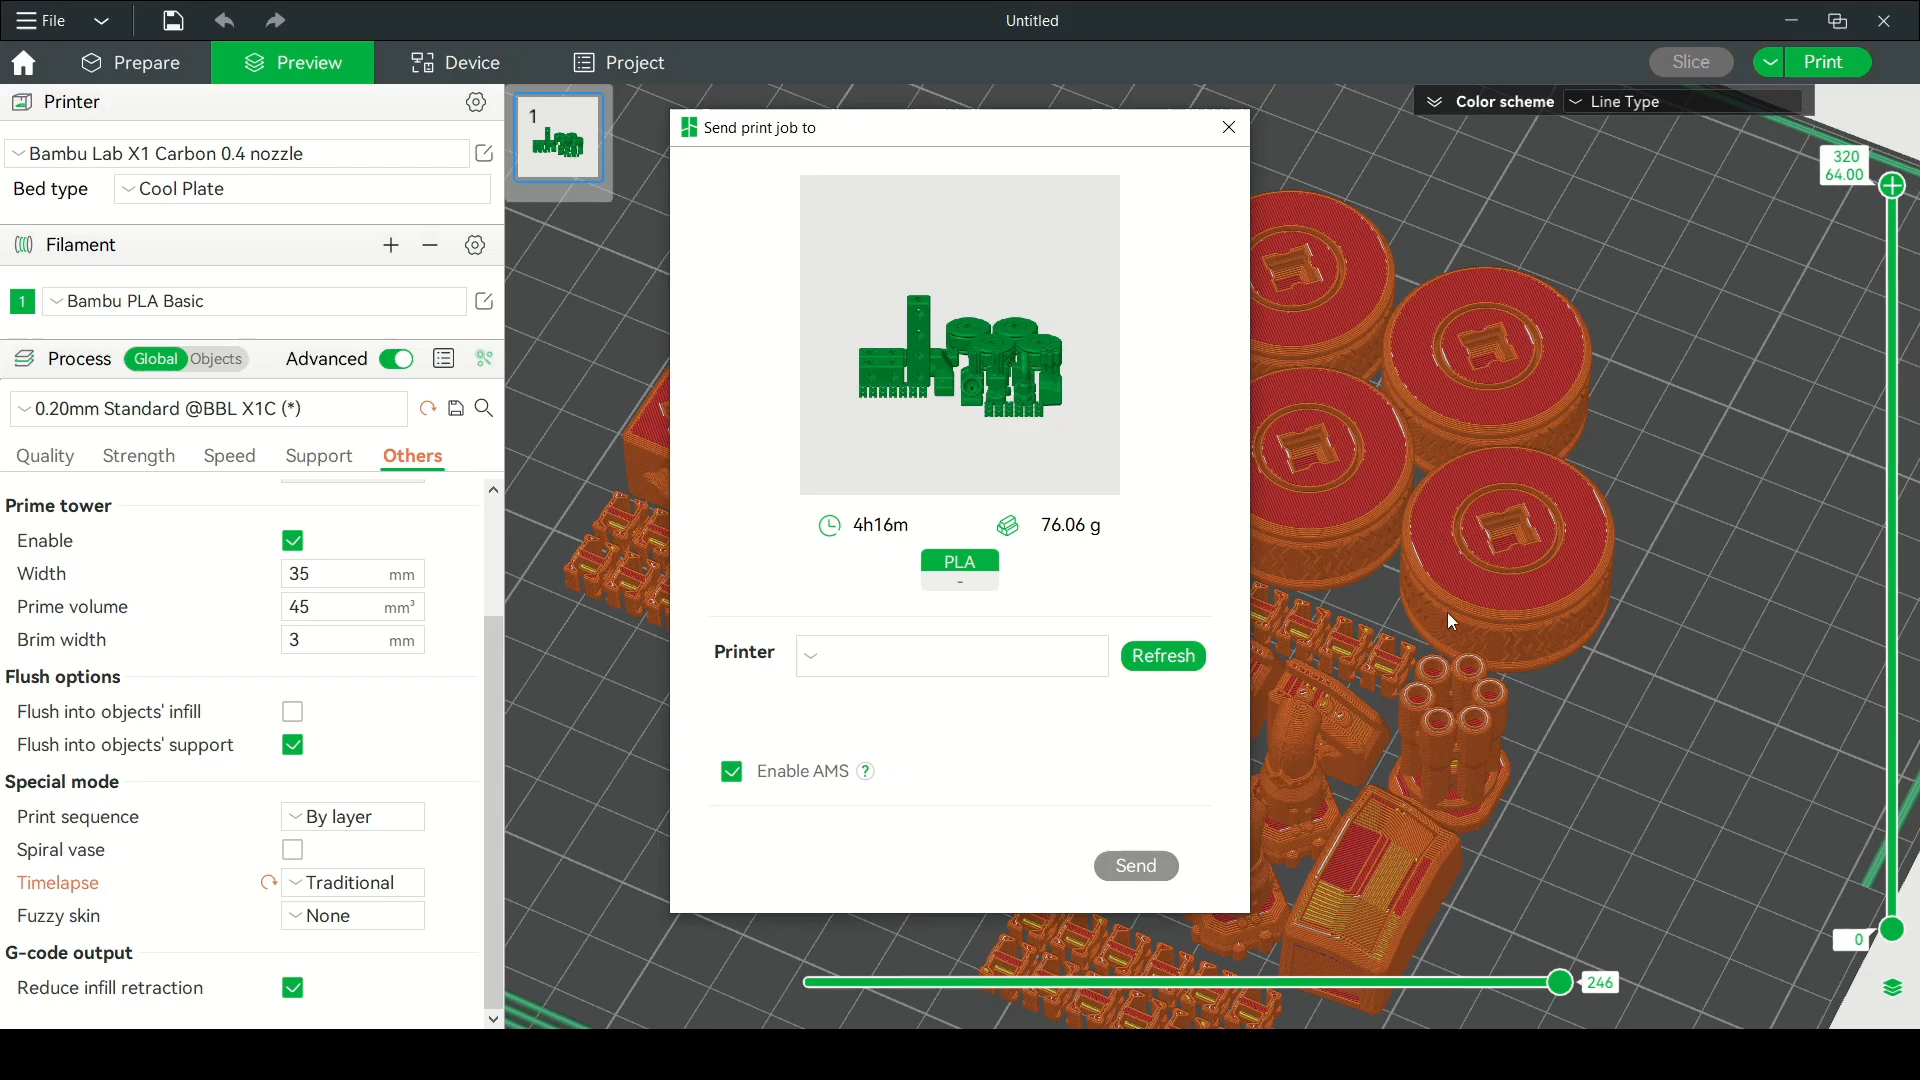 File
Untitled
Prepare
Preview
Device
Project
Slice
Print
Printer
Bambu Lab X1 Carbon 0.4 nozzle
Bed type
Cool Plate
Filament
1
Bambu PLA Basic
Process
Global
Objects
Advanced
0.20mm Standard @BBL X1C (*)
Quality
Strength
Speed
Support
Others
Prime tower
Enable
Width
35 mm
Prime volume
45 mm³
Brim width
3 mm
Flush options
Flush into objects' infill
Flush into objects' support
Special mode
Print sequence
By layer
Spiral vase
Timelapse
Traditional
Fuzzy skin
None
G-code output
Reduce infill retraction
1
Send print job to
4h16m
76.06 g
PLA
-
Printer
Refresh
Enable AMS ?
Send
Color scheme
Line Type
320
64.00
0
246